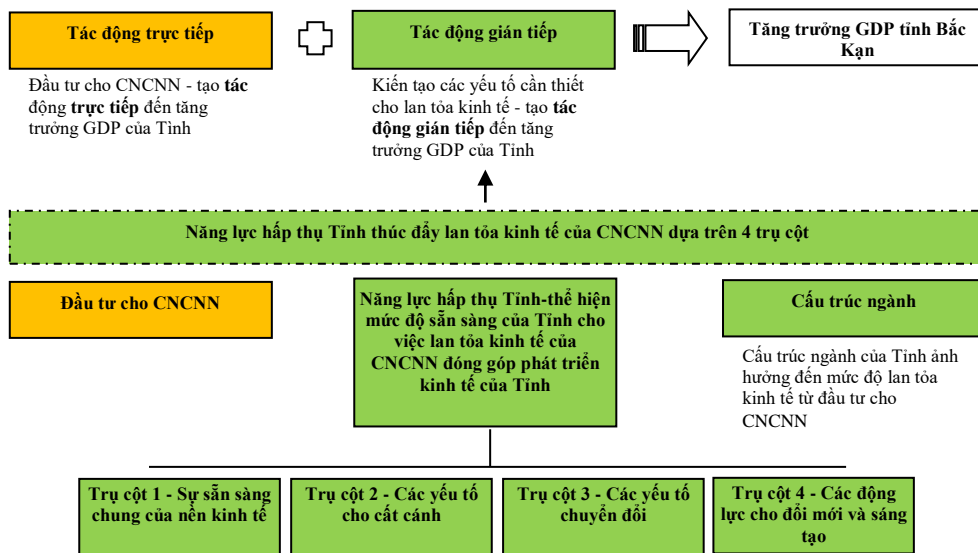 Tác động trực tiếp
Tác động gián tiếp
Tăng trưởng GDP tỉnh Bắc
Kạn
Đầu tư cho CNCNN - tạo tác
động trực tiếp đến tăng
trưởng GDP của Tỉnh
Kiến tạo các yếu tố cần thiết
cho lan tỏa kinh tế - tạo tác
động gián tiếp đến tăng
trưởng GDP của Tỉnh
Năng lực hấp thụ Tỉnh thúc đẩy lan tỏa kinh tế của CNCNN dựa trên 4 trụ cột
Đầu tư cho CNCNN
Năng lực hấp thụ Tỉnh-thể hiện
mức độ sẵn sàng của Tỉnh cho
việc lan tỏa kinh tế của
CNCNN đóng góp phát triển
kinh tế của Tỉnh
Cấu trúc ngành
Cấu trúc ngành của Tỉnh ảnh
hưởng đến mức độ lan tỏa
kinh tế từ đầu tư cho
CNCNN
Trụ cột 1 - Sự sẵn sàng
chung của nền kinh tế
Trụ cột 2 - Các yếu tố
cho cất cánh
Trụ cột 3 - Các yếu tố
chuyển đổi
Trụ cột 4 - Các động
lực cho đổi mới và sáng
tạo